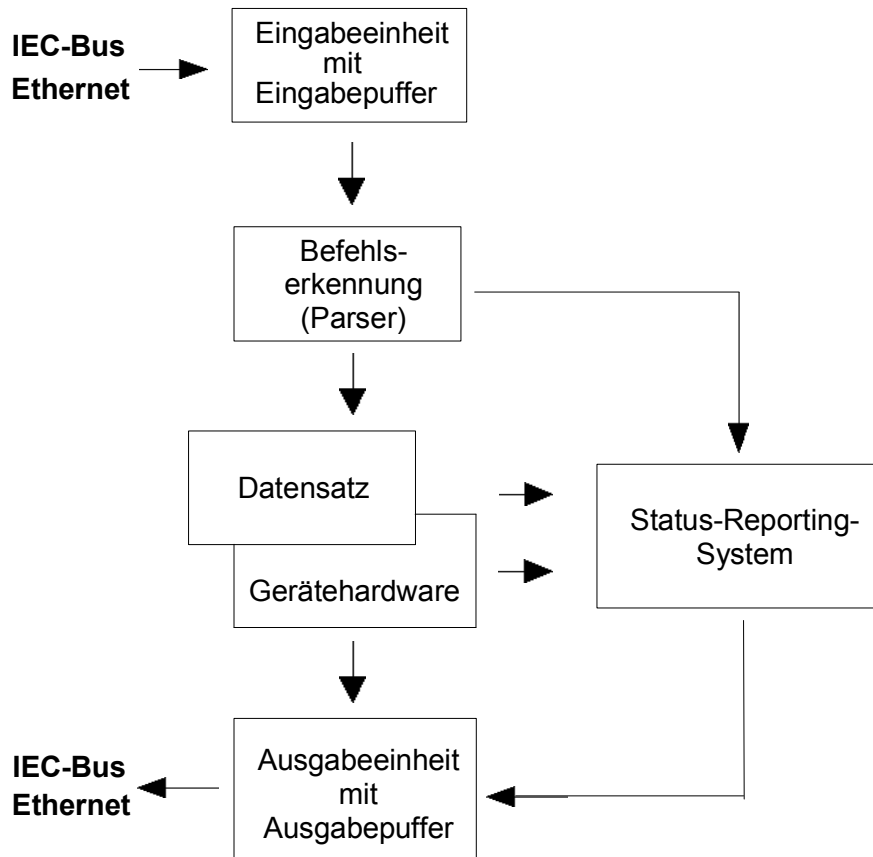 IEC-Bus
Ethernet
Eingabeeinheit
mit
Eingabepuffer
Befehls-
erkennung
(Parser)
Datensatz
Gerätehardware
Status-Reporting-
System
IEC-Bus
Ethernet
Ausgabeeinheit
mit
Ausgabepuffer